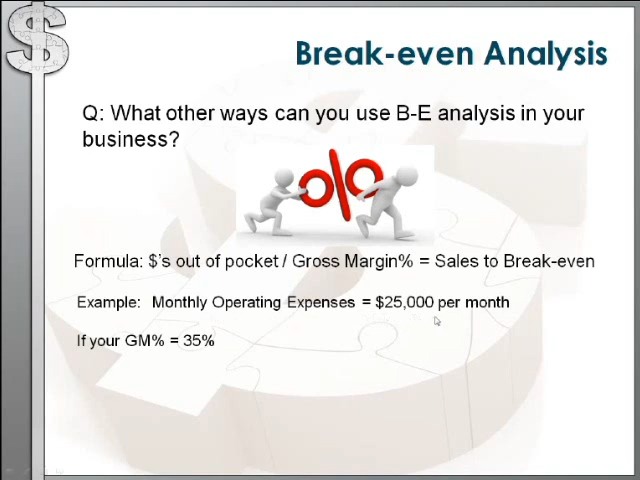 Break-even Analysis
Q: What other ways can you use B-E analysis in your
business?
Formula: $'s out of pocket / Gross Margin% = Sales to Break-even
Example: Monthly Operating Expenses = $25,000 per month
If your GM% = 35%